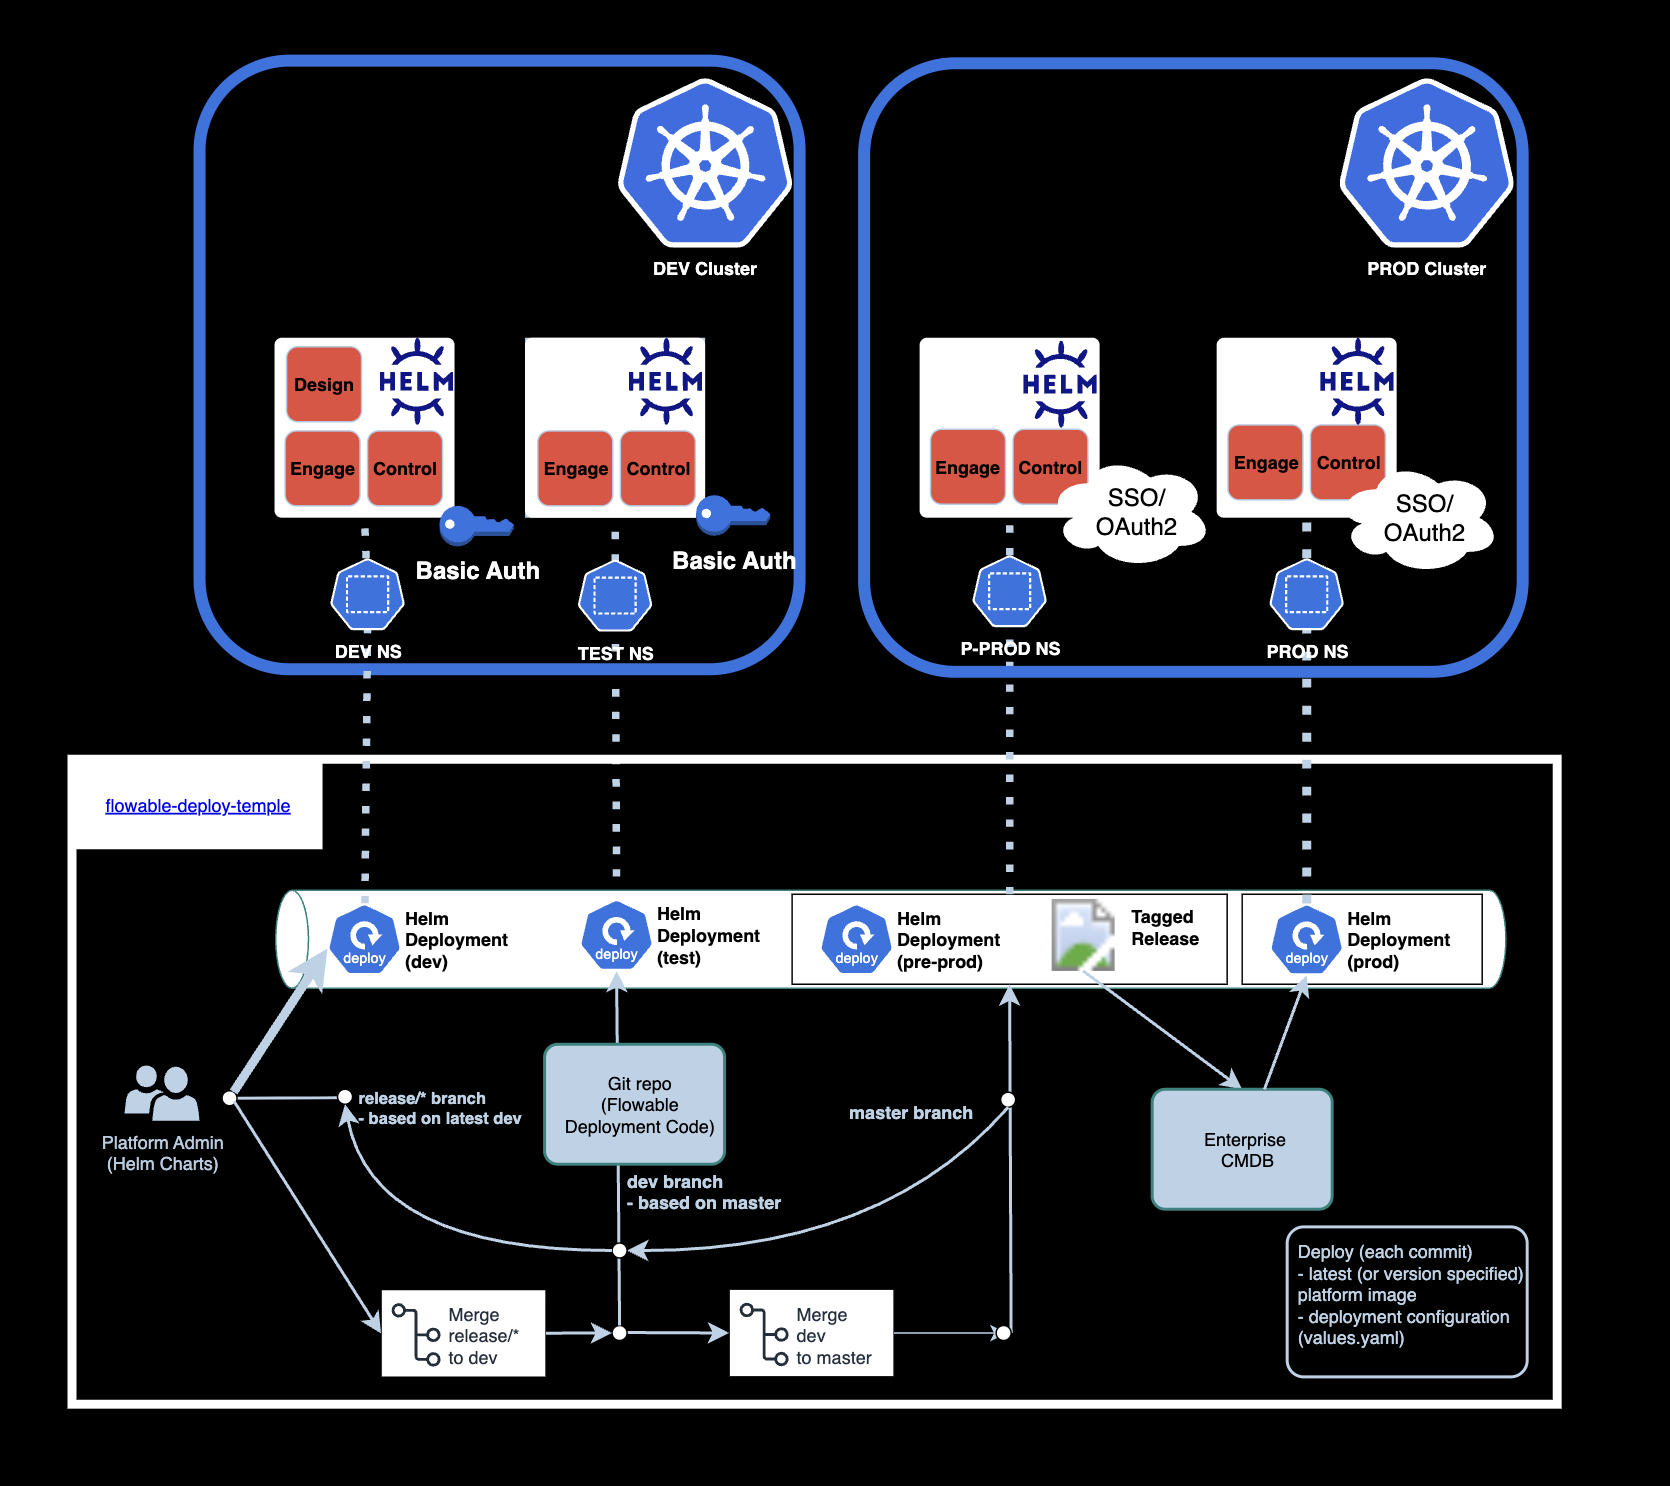 DEV Cluster
PROD Cluster
Design
HELM
Engage
Control
Basic Auth
DEV NS
HELM
Engage
Control
Basic Auth
TEST NS
HELM
Engage
Control
SSO/
OAuth2
P-PROD NS
HELM
Engage
Control
SSO/
OAuth2
PROD NS
flowable-deploy-temple
deploy
Helm
Deployment
(dev)
deploy
Helm
Deployment
(test)
deploy
Helm
Deployment
(pre-prod)
Tagged
Release
deploy
Helm
Deployment
(prod)
Platform Admin
(Helm Charts)
release/* branch
- based on latest dev
Git repo
(Flowable
Deployment Code)
dev branch
- based on master
master branch
Enterprise
CMDB
Merge
release/*
to dev
Merge
dev
to master
Deploy (each commit)
- latest (or version specified)
platform image
- deployment configuration
(values.yaml)